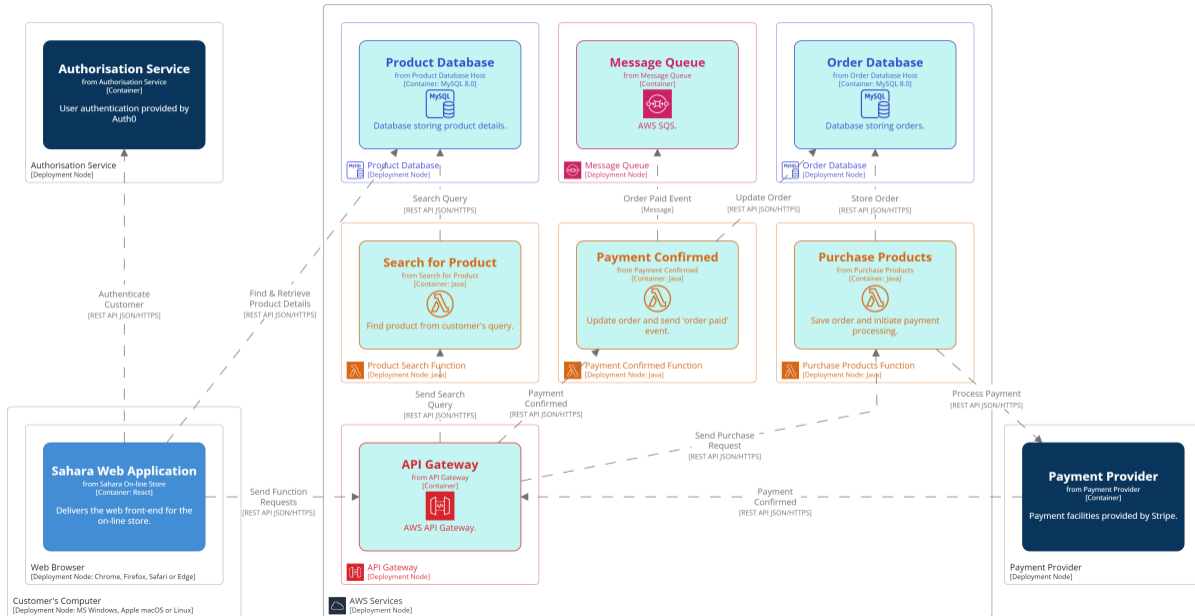 Authorisation Service
from Authorisation Service
[Container]
User authentication provided by
Auth0
Authorisation Service
[Deployment Node]
Product Database
from Product Database Host
[Container: MySQL 8.0]
MySQL
Database storing product details.
MySQL
Product Database
[Deployment Node]
Message Queue
from Message Queue
[Container]
AWS SQS.
Message Queue
[Deployment Node]
Order Database
from Order Database Host
[Container: MySQL 8.0]
MySQL
Database storing orders.
MySQL
Order Database
[Deployment Node]
Search Query
[REST API JSON/HTTPS]
Order Paid Event
[Message]
Update Order
[REST API JSON/HTTPS]
Store Order
[REST API JSON/HTTPS]
Authenticate
Customer
[REST API JSON/HTTPS]
Find & Retrieve
Product Details
[REST API JSON/HTTPS]
Search for Product
from Search for Product
[Container: Java]
Find product from customer's query.
Product Search Function
[Deployment Node: Java]
Payment Confirmed
from Payment Confirmed
[Container: Java]
Update order and send 'order paid'
event.
Payment Confirmed Function
[Deployment Node: Java]
Purchase Products
from Purchase Products
[Container: Java]
Save order and initiate payment
processing.
Purchase Products Function
[Deployment Node: Java]
Send Search
Query
[REST API JSON/HTTPS]
Payment
Confirmed
[REST API JSON/HTTPS]
Process Payment
[REST API JSON/HTTPS]
Send Purchase
Request
[REST API JSON/HTTPS]
Sahara Web Application
from Sahara On-line Store
[Container: React]
Delivers the web front-end for the
on-line store.
Web Browser
[Deployment Node: Chrome, Firefox, Safari or Edge]
Customer's Computer
[Deployment Node: MS Windows, Apple macOS or Linux]
Send Function
Requests
[REST API JSON/HTTPS]
API Gateway
from API Gateway
[Container]
AWS API Gateway.
API Gateway
[Deployment Node]
AWS Services
[Deployment Node]
Payment
Confirmed
[REST API JSON/HTTPS]
Payment Provider
from Payment Provider
[Container]
Payment facilities provided by Stripe.
Payment Provider
[Deployment Node]